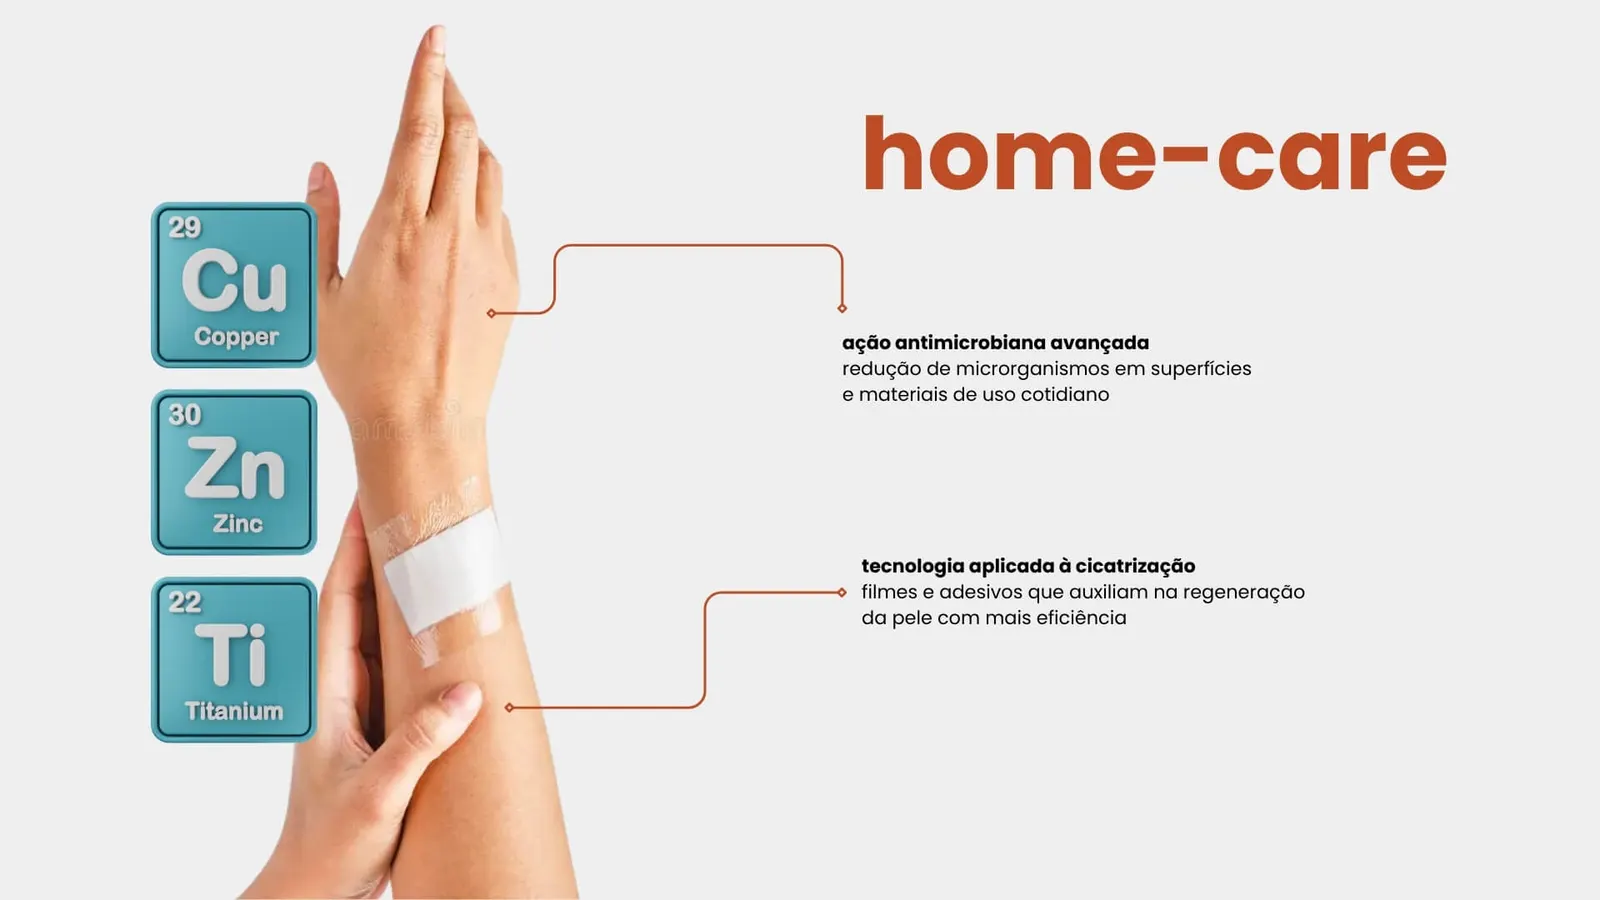 home-care
29
Cu
Copper
30
Zn
Zinc
22
Ti
Titanium
ação antimicrobiana avançada
redução de microrganismos em superfícies
e materiais de uso cotidiano
tecnologia aplicada à cicatrização
filmes e adesivos que auxiliam na regeneração
da pele com mais eficiência